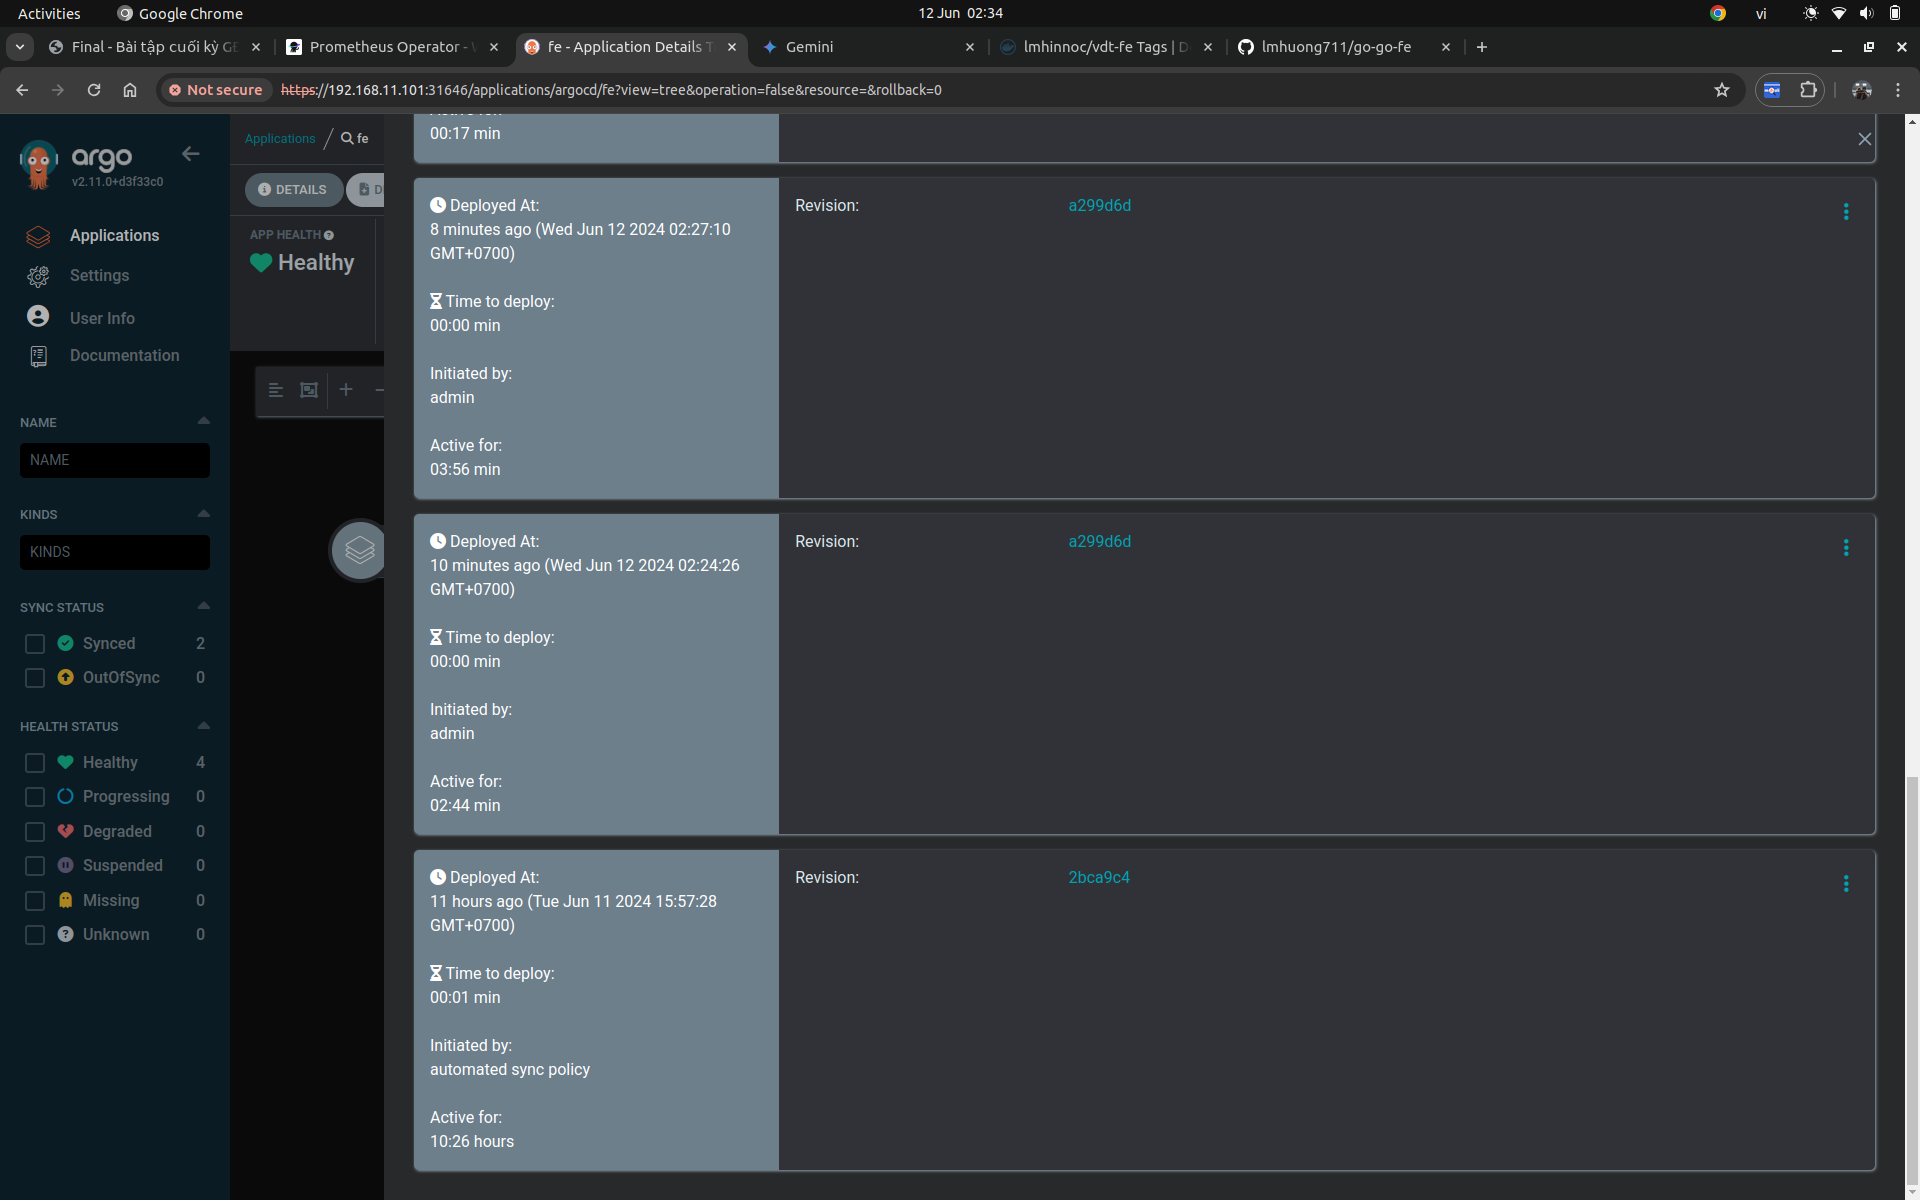 Activities
Google Chrome
12 Jun 02:34
vi
Final - Bài tập cuối kỳ
Prometheus Operator -
fe - Application Details
Gemini
lmhinnoc/vdt-fe Tags |
lmhuong711/go-go-fe
Not secure
https://192.168.11.101:31646/applications/argocd/fe?view=tree&operation=false&resource=&rollback=0
argo
v2.11.0+d3f33c0
Applications
Settings
User Info
Documentation
NAME
NAME
KINDS
KINDS
SYNC STATUS
Synced 2
OutOfSync 0
HEALTH STATUS
Healthy 4
Progressing 0
Degraded 0
Suspended 0
Missing 0
Unknown 0
Applications / fe
DETAILS
APP HEALTH
Healthy
00:17 min
Deployed At:
8 minutes ago (Wed Jun 12 2024 02:27:10
GMT+0700)
Time to deploy:
00:00 min
Initiated by:
admin
Active for:
03:56 min
Revision: a299d6d
Deployed At:
10 minutes ago (Wed Jun 12 2024 02:24:26
GMT+0700)
Time to deploy:
00:00 min
Initiated by:
admin
Active for:
02:44 min
Revision: a299d6d
Deployed At:
11 hours ago (Tue Jun 11 2024 15:57:28
GMT+0700)
Time to deploy:
00:01 min
Initiated by:
automated sync policy
Active for:
10:26 hours
Revision: 2bca9c4